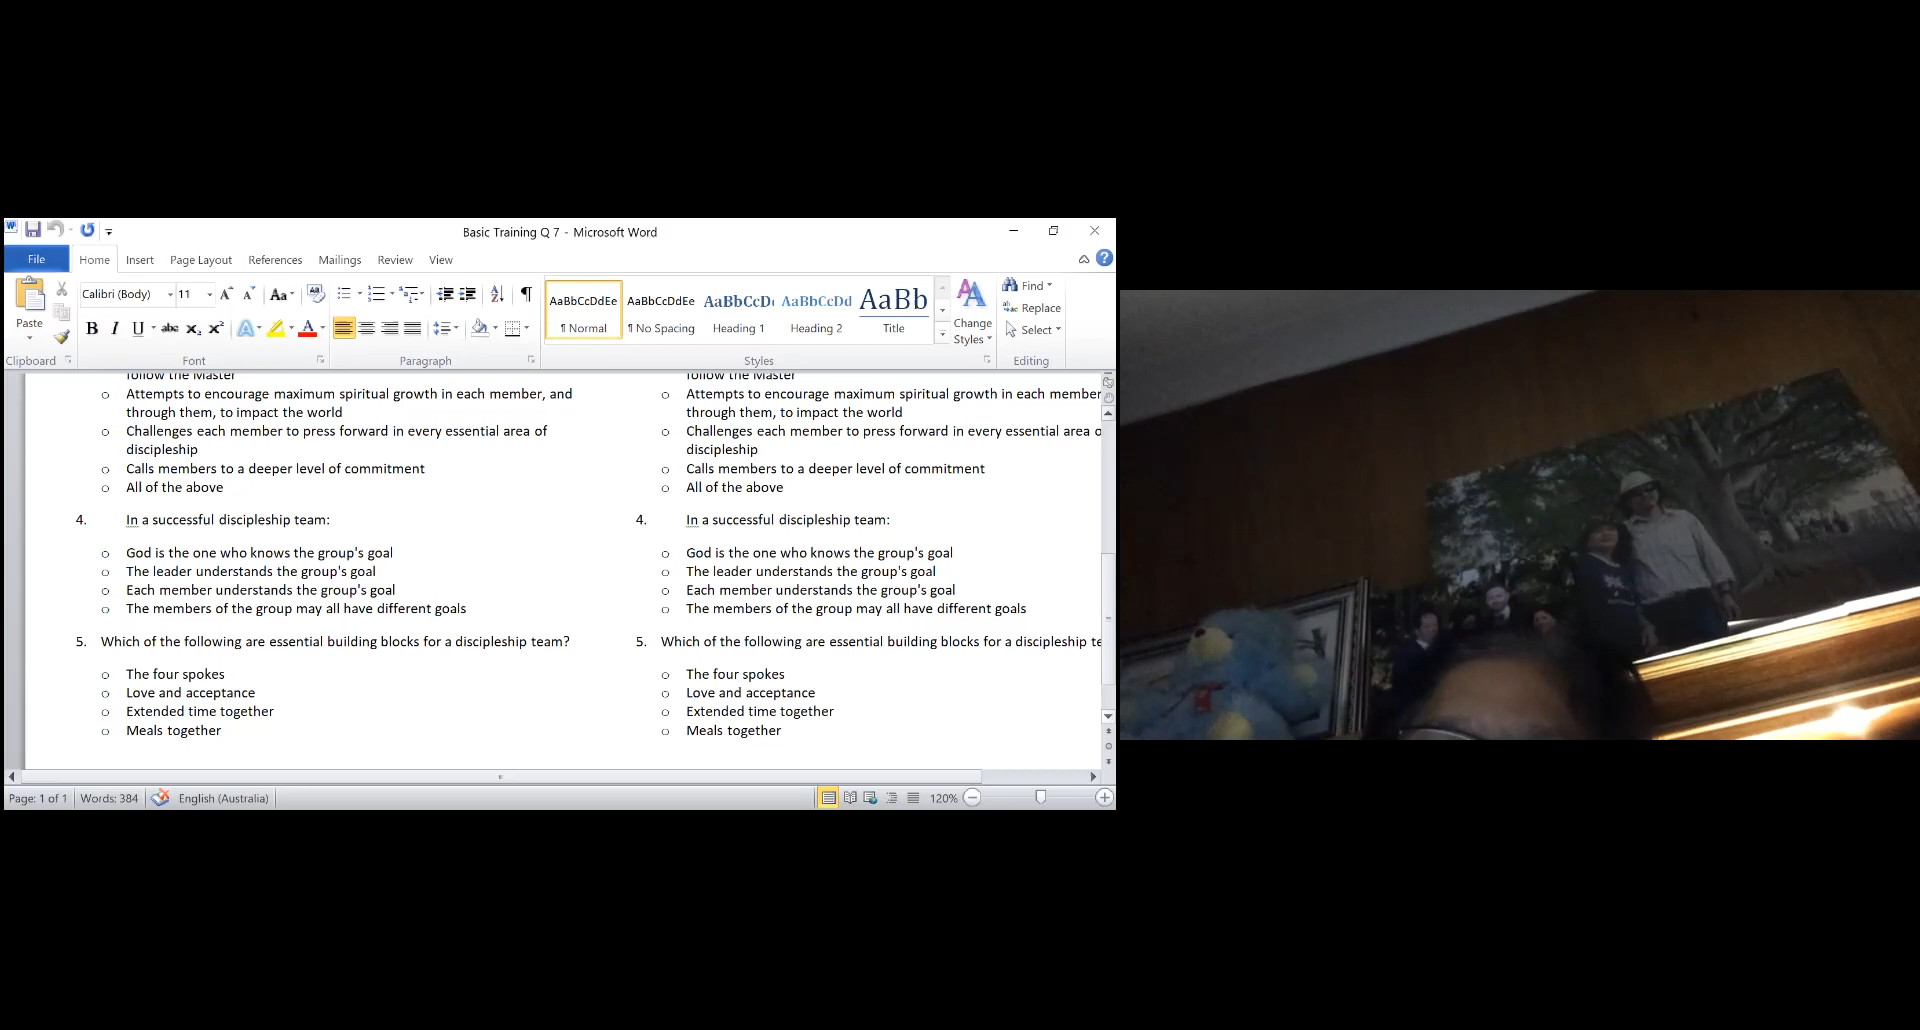 Basic Training Q 7 - Microsoft Word
File Home Insert Page Layout References Mailings Review View
Calibri (Body) 11 Aa AaBbCcDdEe AaBbCcDdEe AaBbCcD AaBbCcDd AaBb Find
Paste Replace
B I U abc X₂ X² A A ¶ Normal ¶ No Spacing Heading 1 Heading 2 Title Change Styles Select
Clipboard Font Paragraph Styles Editing
follow the Master
Attempts to encourage maximum spiritual growth in each member, and
through them, to impact the world
Challenges each member to press forward in every essential area of
discipleship
Calls members to a deeper level of commitment
All of the above
4. In a successful discipleship team:
God is the one who knows the group's goal
The leader understands the group's goal
Each member understands the group's goal
The members of the group may all have different goals
5. Which of the following are essential building blocks for a discipleship team?
The four spokes
Love and acceptance
Extended time together
Meals together
follow the Master
Attempts to encourage maximum spiritual growth in each member
through them, to impact the world
Challenges each member to press forward in every essential area o
discipleship
Calls members to a deeper level of commitment
All of the above
4. In a successful discipleship team:
God is the one who knows the group's goal
The leader understands the group's goal
Each member understands the group's goal
The members of the group may all have different goals
5. Which of the following are essential building blocks for a discipleship te
The four spokes
Love and acceptance
Extended time together
Meals together
Page: 1 of 1 Words: 384 English (Australia) 120%